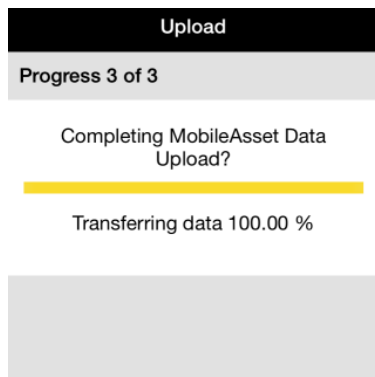 Upload
Progress 3 of 3
Completing MobileAsset Data
Upload?
Transferring data 100.00 %